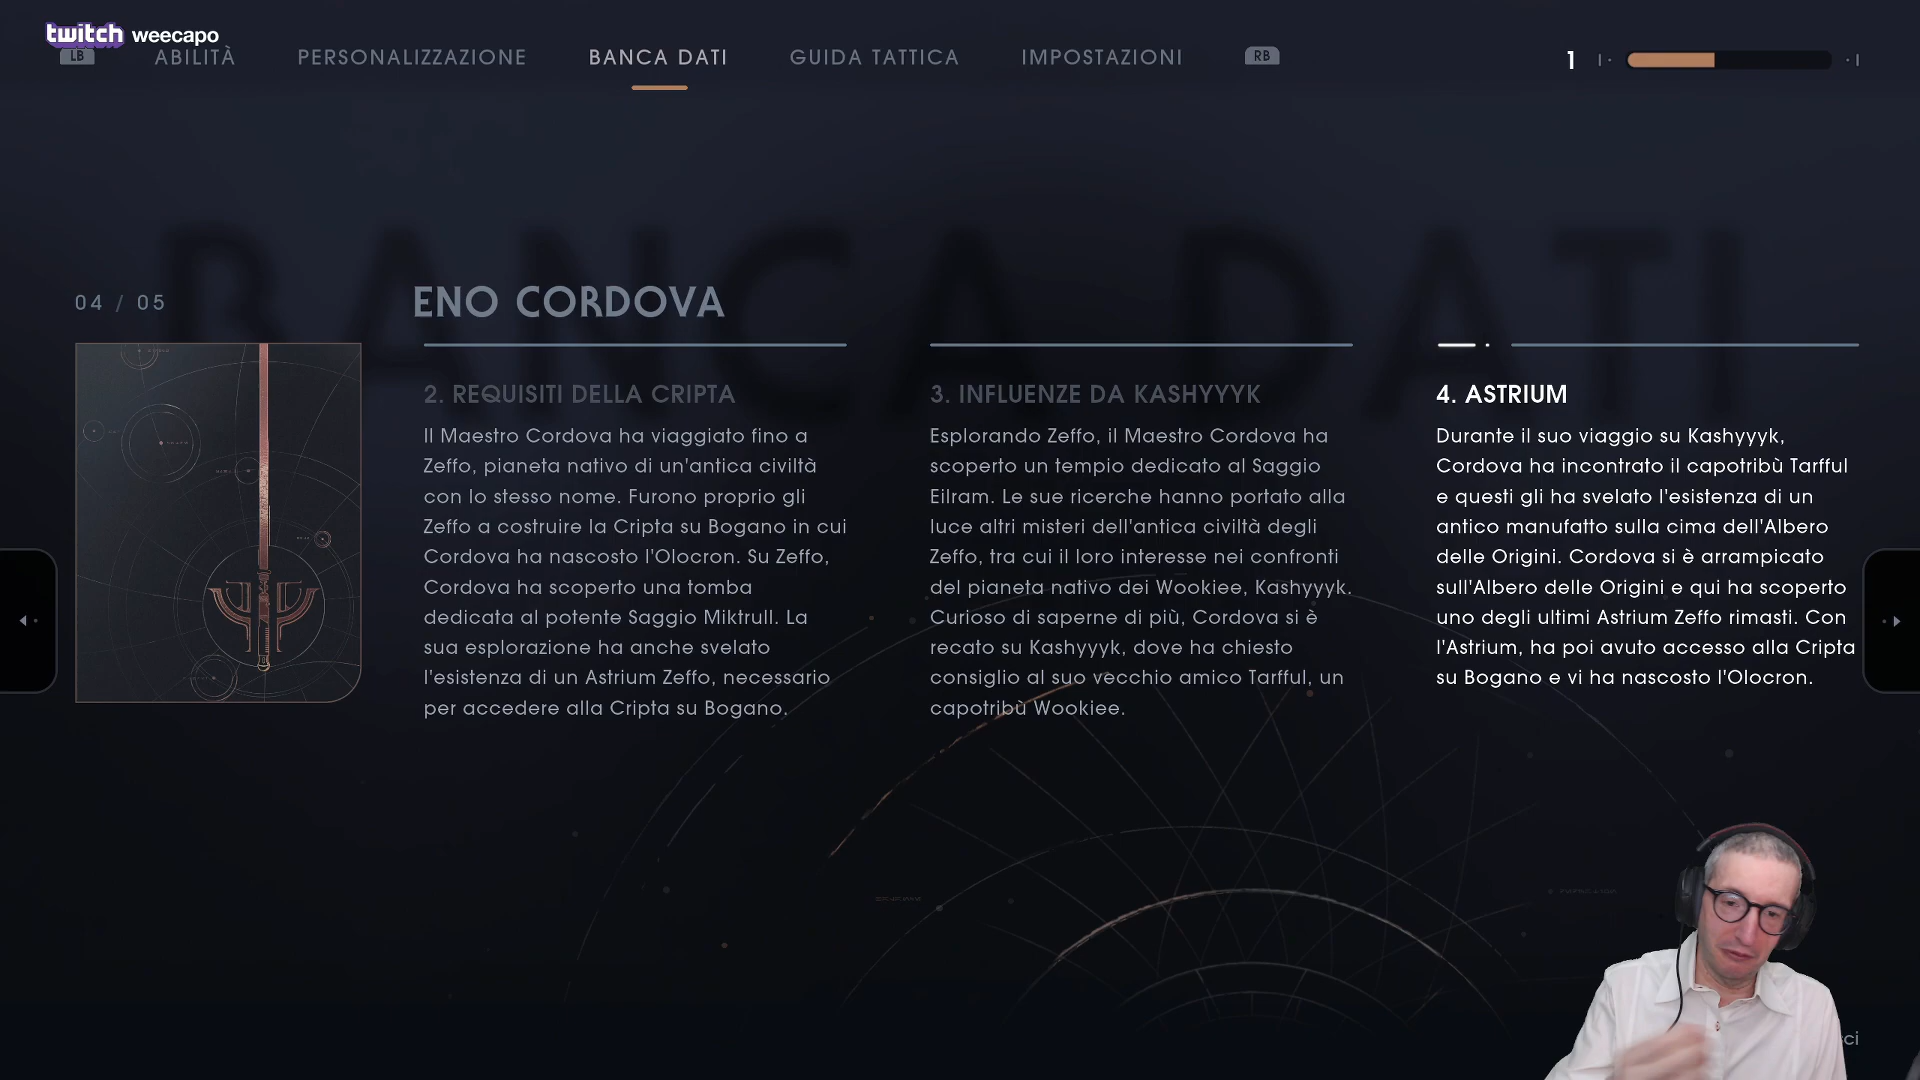 twitch weecapo
LB ABILITÀ PERSONALIZZAZIONE BANCA DATI GUIDA TATTICA IMPOSTAZIONI RB 1
BANCA DATI
04 / 05
ENO CORDOVA
2. REQUISITI DELLA CRIPTA
Il Maestro Cordova ha viaggiato fino a
Zeffo, pianeta nativo di un'antica civiltà
con lo stesso nome. Furono proprio gli
Zeffo a costruire la Cripta su Bogano in cui
Cordova ha nascosto l'Olocron. Su Zeffo,
Cordova ha scoperto una tomba
dedicata al potente Saggio Miktrull. La
sua esplorazione ha anche svelato
l'esistenza di un Astrium Zeffo, necessario
per accedere alla Cripta su Bogano.
3. INFLUENZE DA KASHYYYK
Esplorando Zeffo, il Maestro Cordova ha
scoperto un tempio dedicato al Saggio
Eilram. Le sue ricerche hanno portato alla
luce altri misteri dell'antica civiltà degli
Zeffo, tra cui il loro interesse nei confronti
del pianeta nativo dei Wookiee, Kashyyyk.
Curioso di saperne di più, Cordova si è
recato su Kashyyyk, dove ha chiesto
consiglio al suo vecchio amico Tarfful, un
capotribù Wookiee.
4. ASTRIUM
Durante il suo viaggio su Kashyyyk,
Cordova ha incontrato il capotribù Tarfful
e questi gli ha svelato l'esistenza di un
antico manufatto sulla cima dell'Albero
delle Origini. Cordova si è arrampicato
sull'Albero delle Origini e qui ha scoperto
uno degli ultimi Astrium Zeffo rimasti. Con
l'Astrium, ha poi avuto accesso alla Cripta
su Bogano e vi ha nascosto l'Olocron.